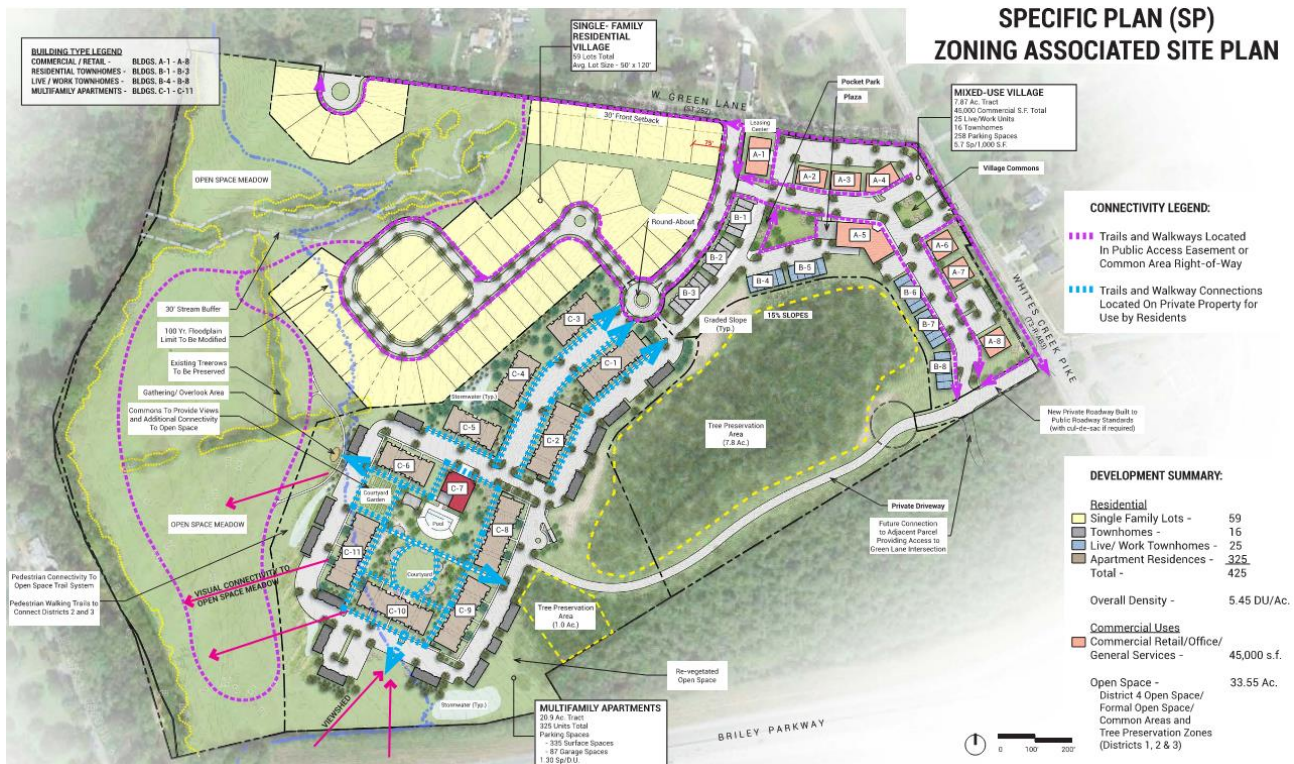 SPECIFIC PLAN (SP)
ZONING ASSOCIATED SITE PLAN
BUILDING TYPE LEGEND
COMMERCIAL / RETAIL - BLDGS. A-1 - A-8
RESIDENTIAL TOWNHOMES - BLDGS. B-1 - B-3
LIVE / WORK TOWNHOMES - BLDGS. B-4 - B-8
MULTIFAMILY APARTMENTS - BLDGS. C-1 - C-11
SINGLE- FAMILY
RESIDENTIAL
VILLAGE
59 Lots Total
Avg. Lot Size - 50' x 120'
W. GREEN LANE
30' Front Setback
75'
Leasing
Center
Pocket Park
Plaza
MIXED-USE VILLAGE
7.87 Ac. Tract
45,000 Commercial S.F. Total
25 Live/Work Units
16 Townhomes
258 Parking Spaces
5.7 Sp/1,000 S.F.
Village Commons
A-1
A-2
A-3
A-4
A-5
A-6
A-7
A-8
B-1
B-2
B-3
B-4
B-5
B-6
B-7
B-8
WHITES CREEK PIKE
CONNECTIVITY LEGEND:
Trails and Walkways Located
In Public Access Easement or
Common Area Right-of-Way
Trails and Walkway Connections
Located On Private Property for
Use by Residents
OPEN SPACE MEADOW
Round-About
30' Stream Buffer
100 Yr. Floodplain
Limit To Be Modified
Existing Treerows
To Be Preserved
Gathering/ Overlook Area
Commons To Provide Views
and Additional Connectivity
To Open Space
Graded Slope
(Typ.)
15% SLOPES
C-3
C-1
C-4
Stormwater (Typ.)
C-5
C-2
C-6
C-7
Courtyard
Garden
Pool
C-8
C-11
Courtyard
C-10
C-9
Tree Preservation
Area
(7.8 Ac.)
New Private Roadway Built to
Public Roadway Standards
(with cul-de-sac if required)
Private Driveway
Future Connection
to Adjacent Parcel
Providing Access to
Green Lane Intersection
OPEN SPACE MEADOW
Pedestrian Connectivity To
Open Space Trail System
Pedestrian Walking Trails to
Connect Districts 2 and 3
VISUAL CONNECTIVITY TO
OPEN SPACE MEADOW
Tree Preservation
Area
(1.0 Ac.)
Re-vegetated
Open Space
VIEWSHED
Stormwater (Typ.)
MULTIFAMILY APARTMENTS
20.9 Ac. Tract
325 Units Total
Parking Spaces
- 335 Surface Spaces
- 87 Garage Spaces
1.30 Sp/D.U.
BRILEY PARKWAY
DEVELOPMENT SUMMARY:
Residential
Single Family Lots - 59
Townhomes - 16
Live/ Work Townhomes - 25
Apartment Residences - 325
Total - 425
Overall Density - 5.45 DU/Ac.
Commercial Uses
Commercial Retail/Office/
General Services - 45,000 s.f.
Open Space - 33.55 Ac.
District 4 Open Space/
Formal Open Space/
Common Areas and
Tree Preservation Zones
(Districts 1, 2 & 3)
0 100' 200'